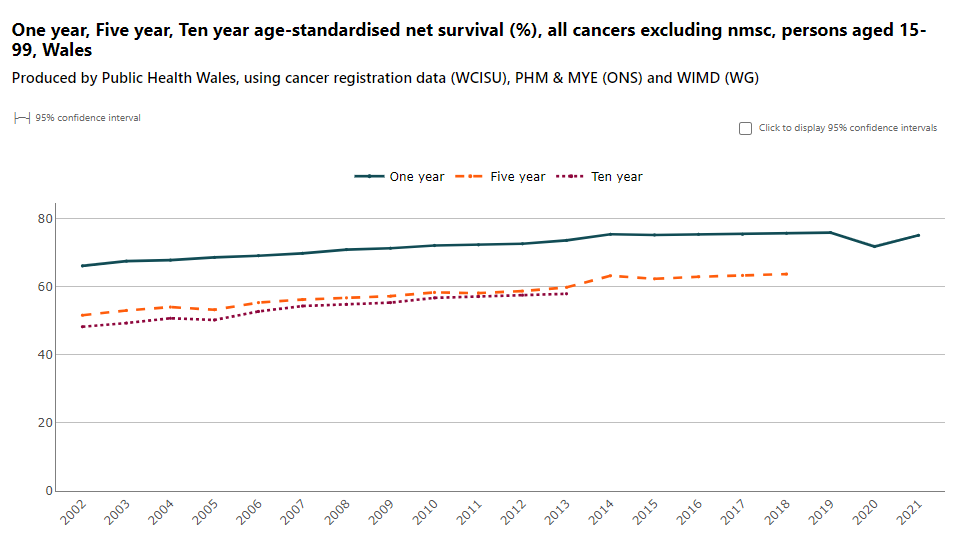 One year, Five year, Ten year age-standardised net survival (%), all cancers excluding nmsc, persons aged 15-
99, Wales
Produced by Public Health Wales, using cancer registration data (WCISU), PHM & MYE (ONS) and WIMD (WG)
95% confidence interval
Click to display 95% confidence intervals
One year Five year Ten year
80
60
40
20
0
2002 2003 2004 2005 2006 2007 2008 2009 2010 2011 2012 2013 2014 2015 2016 2017 2018 2019 2020 2021